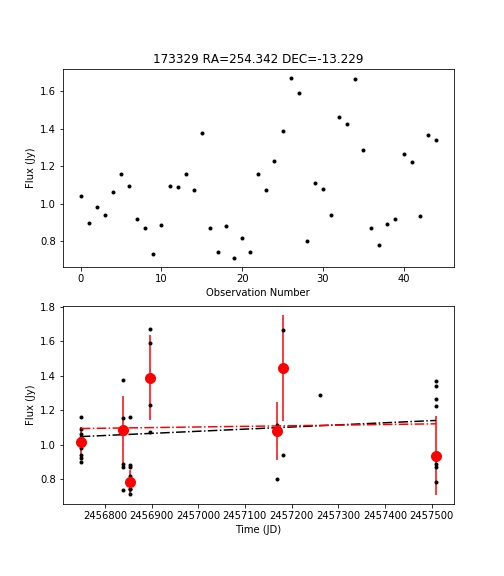 173329 RA=254.342 DEC=-13.229
1.6
1.4
1.2
1.0
0.8
Flux (Jy)
0 10 20 30 40
Observation Number
1.8
1.6
1.4
1.2
1.0
0.8
Flux (Jy)
2456800 2456900 2457000 2457100 2457200 2457300 2457400 2457500
Time (JD)